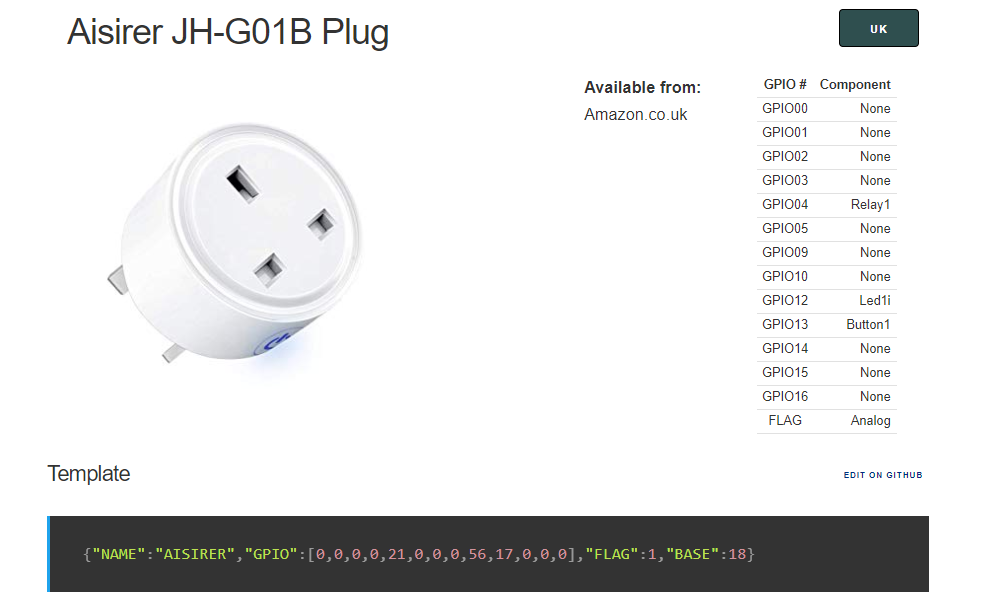 Aisirer JH-G01B Plug
UK
Available from:
Amazon.co.uk
GPIO # Component
GPIO00 None
GPIO01 None
GPIO02 None
GPIO03 None
GPIO04 Relay1
GPIO05 None
GPIO09 None
GPIO10 None
GPIO12 Led1i
GPIO13 Button1
GPIO14 None
GPIO15 None
GPIO16 None
FLAG Analog
Template
EDIT ON GITHUB
{"NAME":"AISIRER","GPIO":[0,0,0,0,21,0,0,0,56,17,0,0,0],"FLAG":1,"BASE":18}